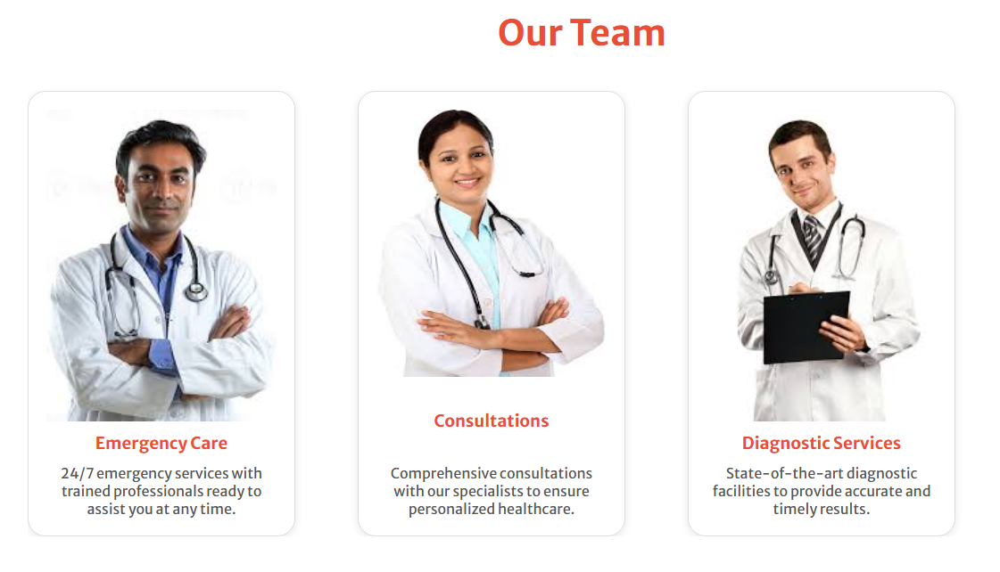 Our Team
Emergency Care
24/7 emergency services with
trained professionals ready to
assist you at any time.
Consultations
Comprehensive consultations
with our specialists to ensure
personalized healthcare.
Diagnostic Services
State-of-the-art diagnostic
facilities to provide accurate and
timely results.